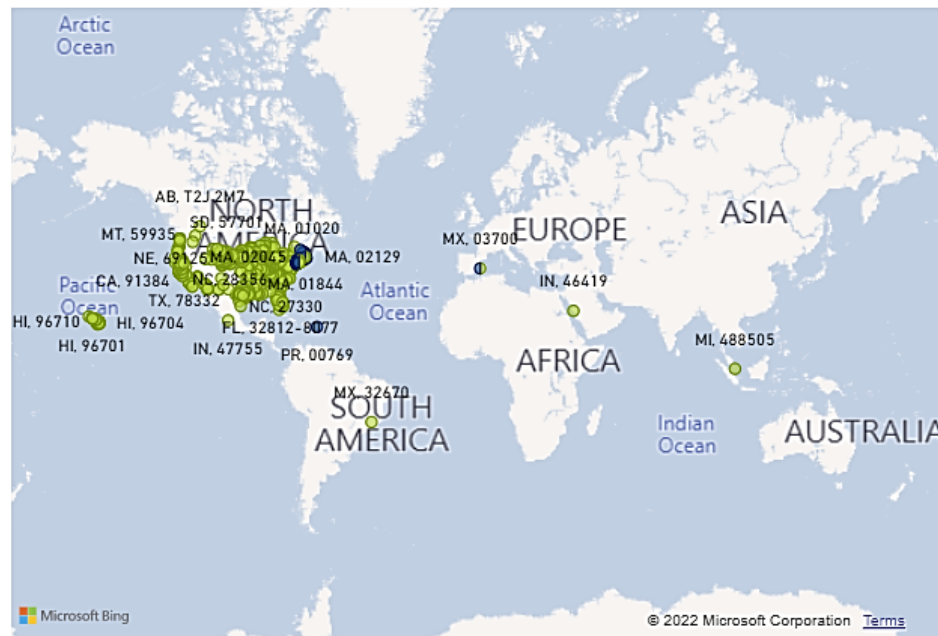 Arctic
Ocean
AB, T2J 2M7
NORTH
AMERICA
SD, 57701
MA, 01020
MT, 59935
NE, 69125
MA, 02045
MA, 02129
CA, 91384
NC, 28356
MA, 01844
Pacific
Ocean
TX, 78332
NC, 27330
HI, 96710
HI, 96704
FL, 32812-8177
HI, 96701
IN, 47755
PR, 00769
Atlantic
Ocean
MX, 03700
EUROPE
ASIA
IN, 46419
MI, 488505
AFRICA
MX, 32670
SOUTH
AMERICA
Indian
Ocean
AUSTRALIA
Microsoft Bing
© 2022 Microsoft Corporation Terms